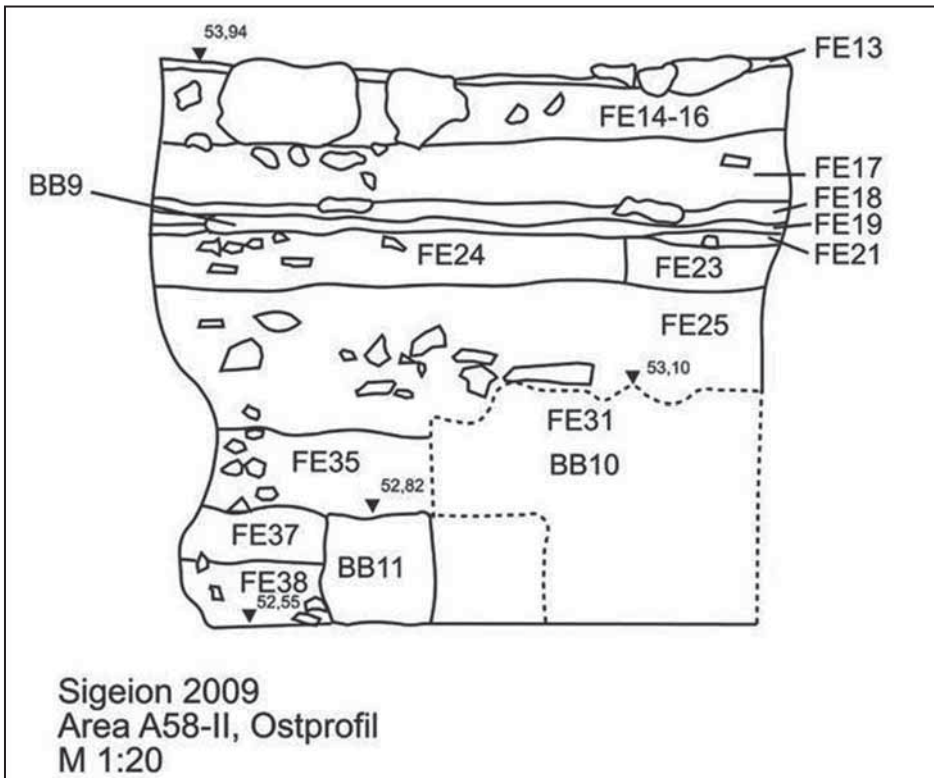 53,94
FE13
FE14-16
FE17
BB9
FE18
FE19
FE21
FE24
FE23
FE25
53,10
FE31
BB10
FE35
52,82
FE37
BB11
FE38
52,55
Sigeion 2009
Area A58-II, Ostprofil
M 1:20